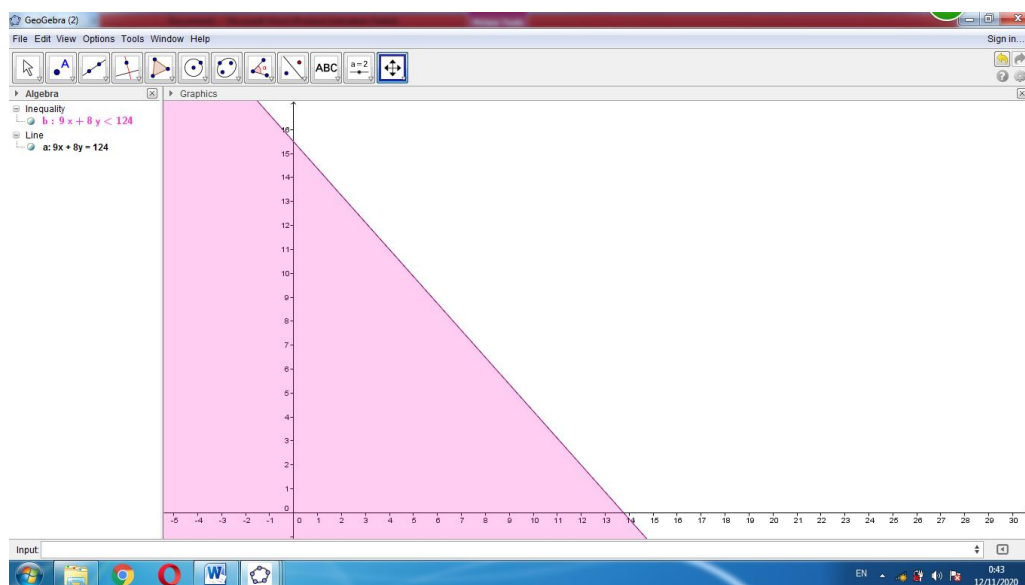 GeoGebra (2)
File Edit View Options Tools Window Help
Sign in...
ABC
a=2
Algebra
Graphics
Inequality
b : 9 x + 8 y < 124
Line
a: 9x + 8y = 124
16
15
14
13
12
11
10
9
8
7
6
5
4
3
2
1
0
-5 -4 -3 -2 -1 0 1 2 3 4 5 6 7 8 9 10 11 12 13 14 15 16 17 18 19 20 21 22 23 24 25 26 27 28 29 30
Input:
EN
0:43
12/11/2020